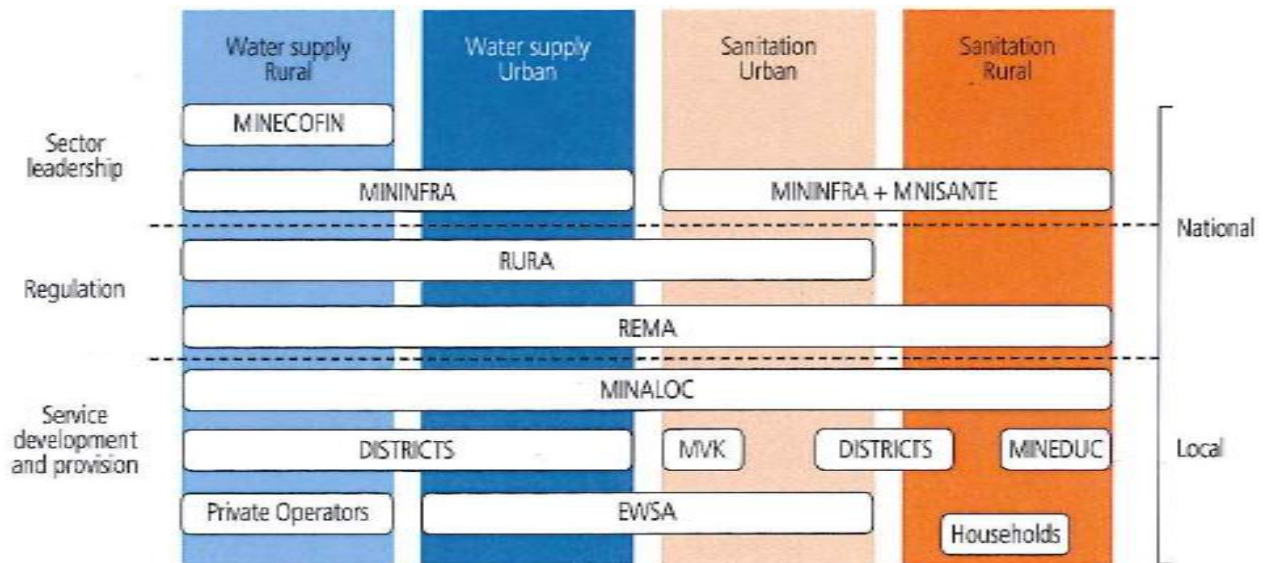 Water supply
Rural
Water supply
Urban
Sanitation
Urban
Sanitation
Rural
Sector
leadership
MINECOFIN
MININFRA
MININFRA + MNISANTE
National
Regulation
RURA
REMA
Service
development
and provision
MINALOC
DISTRICTS
MVK
DISTRICTS
MINEDUC
Local
Private Operators
EWSA
Households